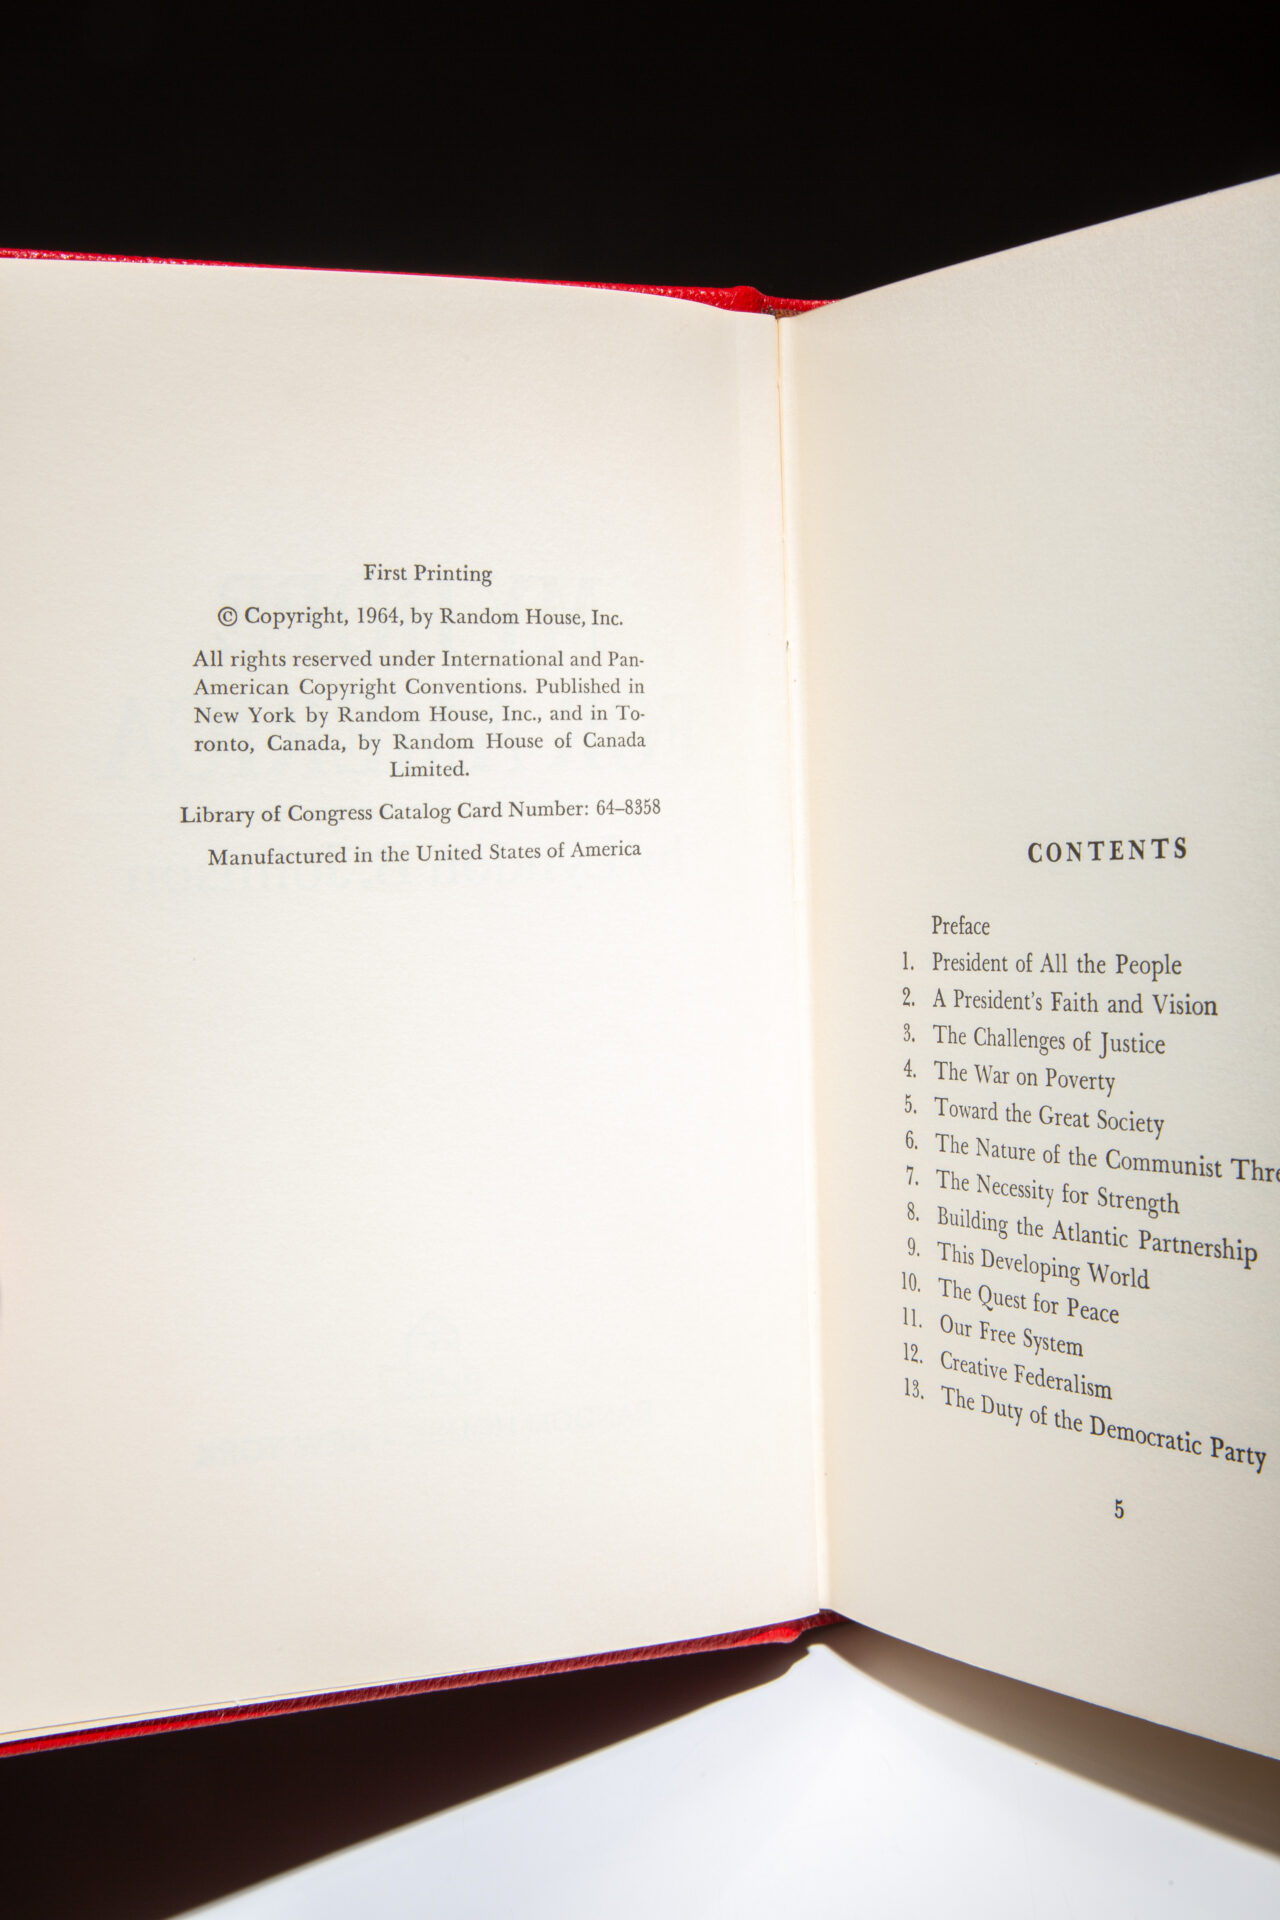 First Printing
© Copyright, 1964, by Random House, Inc.
All rights reserved under International and Pan-
American Copyright Conventions. Published in
New York by Random House, Inc., and in To-
ronto, Canada, by Random House of Canada
Limited.
Library of Congress Catalog Card Number: 64–8358
Manufactured in the United States of America
CONTENTS
Preface
1. President of All the People
2. A President's Faith and Vision
3. The Challenges of Justice
4. The War on Poverty
5. Toward the Great Society
6. The Nature of the Communist
7. The Necessity for Strength
8. Building the Atlantic Partnership
9. This Developing World
10. The Quest for Peace
11. Our Free System
12. Creative Federalism
13. The Duty of the Democratic Party
5